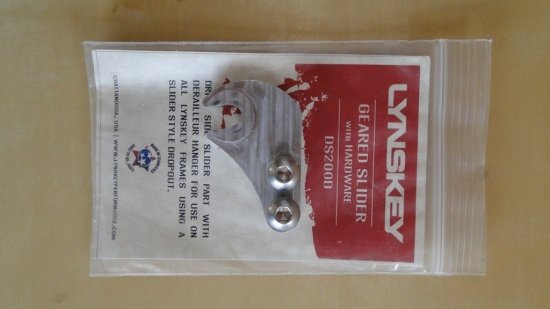 LYNSKEY
GEARED SLIDER
WITH HARDWARE
DS200D
SIDE SLIDER PART WITH
DERAILLEUR HANGER FOR USE ON
ALL LYNSKEY FRAMES USING A
SLIDER STYLE DROPOUT.
CHATTANOOGA, USA | WWW.LYNSKEYPERFORMANCE.COM